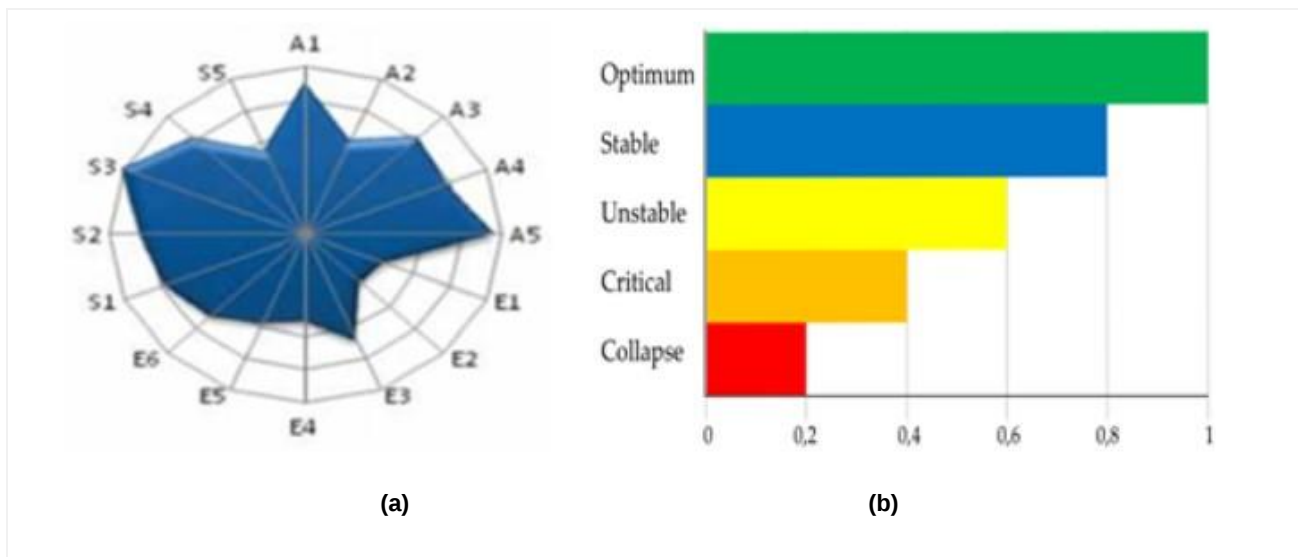 A1
A2
A3
A4
A5
E1
E2
E3
E4
E5
E6
S1
S2
S3
S4
S5
(a)
Optimum
Stable
Unstable
Critical
Collapse
0 0,2 0,4 0,6 0,8 1
(b)